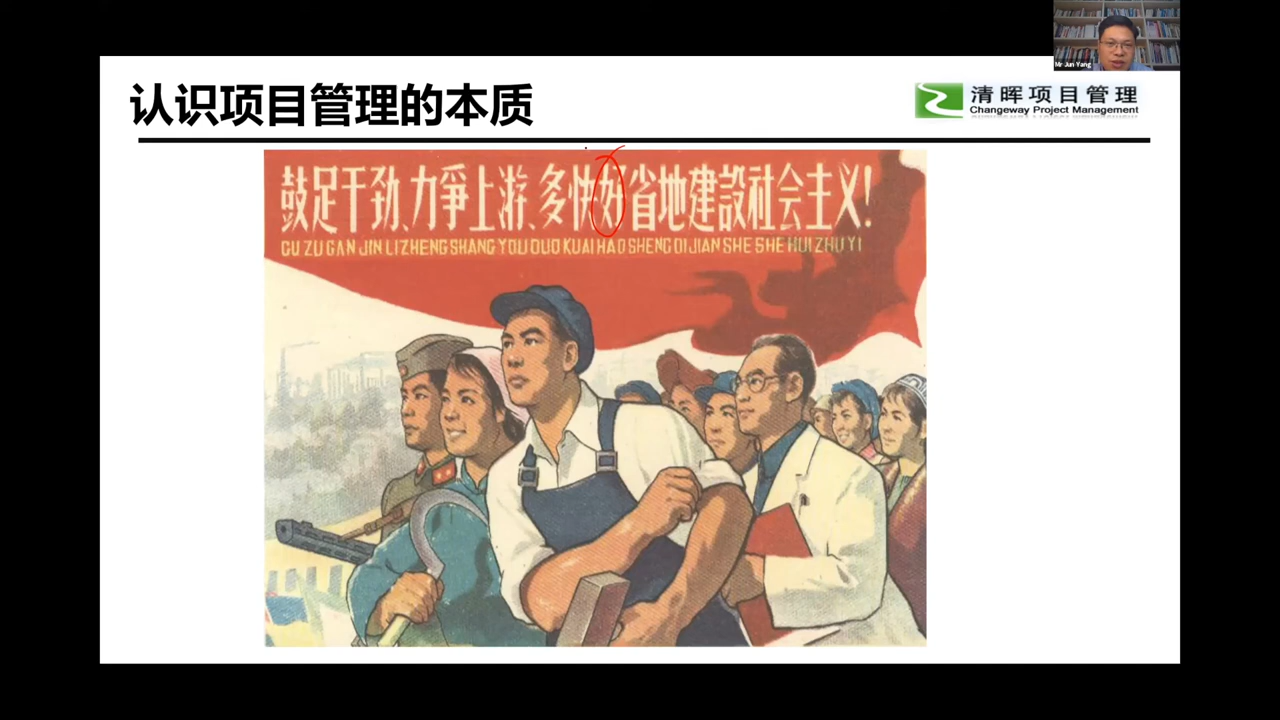 Mr Jun Yang
认识项目管理的本质
清晖项目管理
Changeway Project Management
鼓足干劲、力爭上游、多快好省地建設社会主义!
GU ZU GAN JIN LI ZHENG SHANG YOU DUO KUAI HAO SHENG DI JIAN SHE SHE HUI ZHU YI